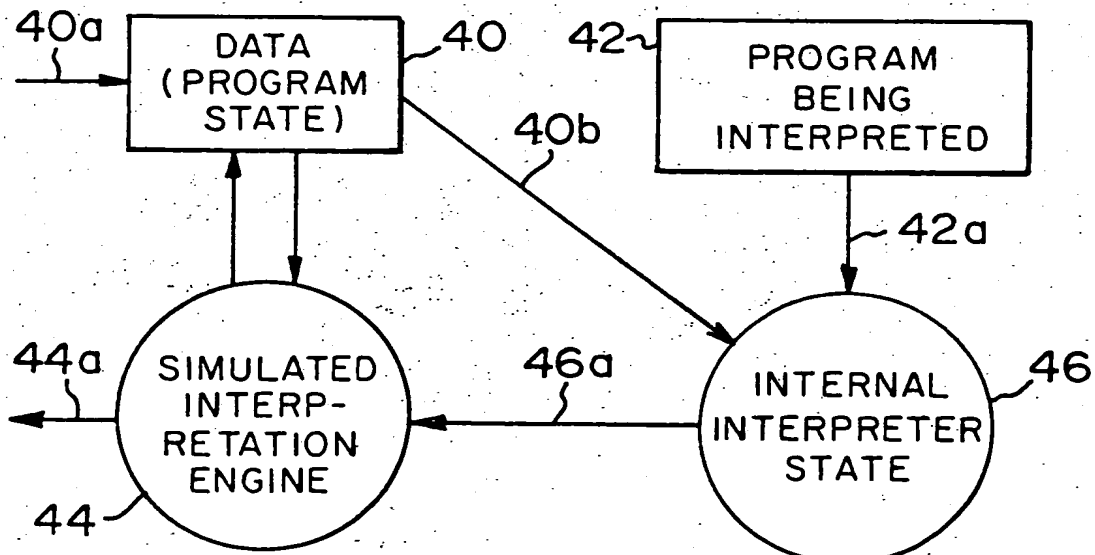 40a
DATA
(PROGRAM
STATE)
40
42
PROGRAM
BEING
INTERPRETED
40b
42a
44a
SIMULATED
INTERP-
RETATION
ENGINE
44
46a
INTERNAL
INTERPRETER
STATE
46